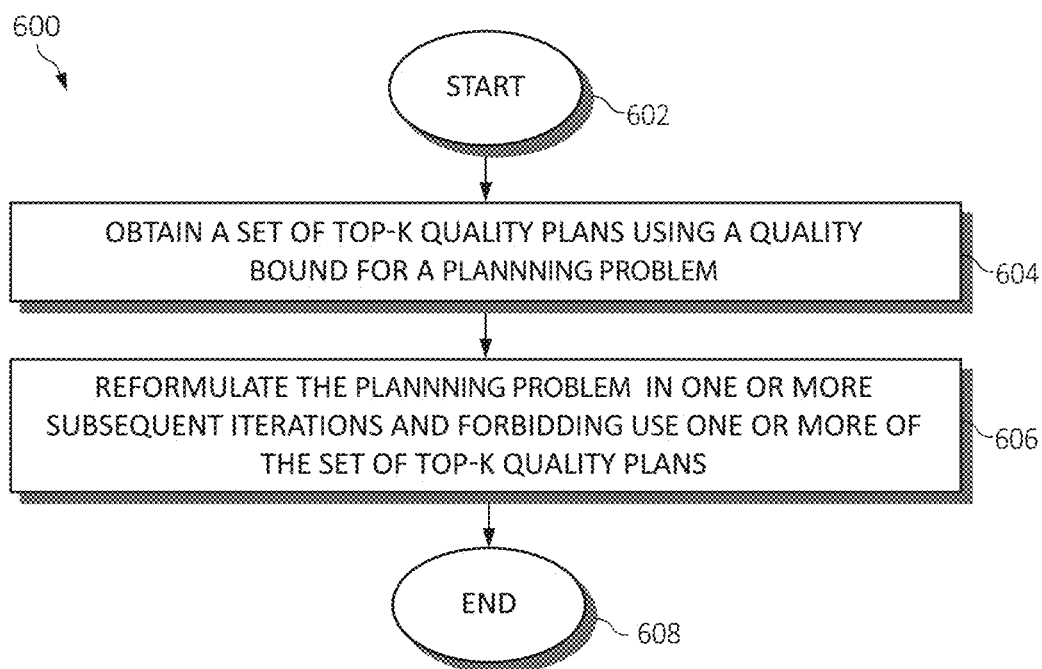 600
START
602
OBTAIN A SET OF TOP-K QUALITY PLANS USING A QUALITY
BOUND FOR A PLANNNING PROBLEM
604
REFORMULATE THE PLANNNING PROBLEM IN ONE OR MORE
SUBSEQUENT ITERATIONS AND FORBIDDING USE ONE OR MORE OF
THE SET OF TOP-K QUALITY PLANS
606
END
608